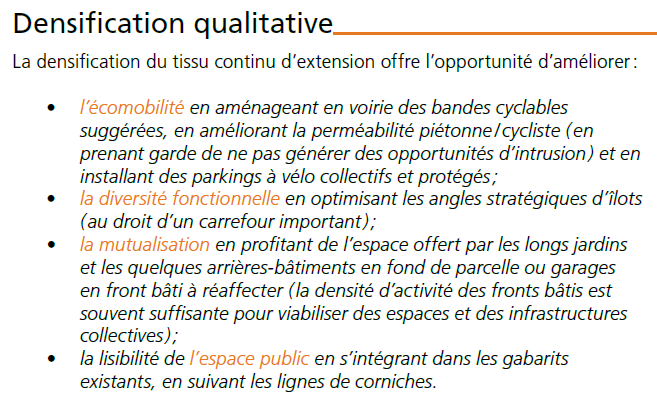 Densification qualitative
La densification du tissu continu d’extension offre l’opportunité d’améliorer :
• l’écomobilité en aménageant en voirie des bandes cyclables
suggérées, en améliorant la perméabilité piétonne/cycliste (en
prenant garde de ne pas générer des opportunités d’intrusion) et en
installant des parkings à vélo collectifs et protégés ;
• la diversité fonctionnelle en optimisant les angles stratégiques d’îlots
(au droit d’un carrefour important) ;
• la mutualisation en profitant de l’espace offert par les longs jardins
et les quelques arrières-bâtiments en fond de parcelle ou garages
en front bâti à réaffecter (la densité d’activité des fronts bâtis est
souvent suffisante pour viabiliser des espaces et des infrastructures
collectives) ;
• la lisibilité de l’espace public en s’intégrant dans les gabarits
existants, en suivant les lignes de corniches.